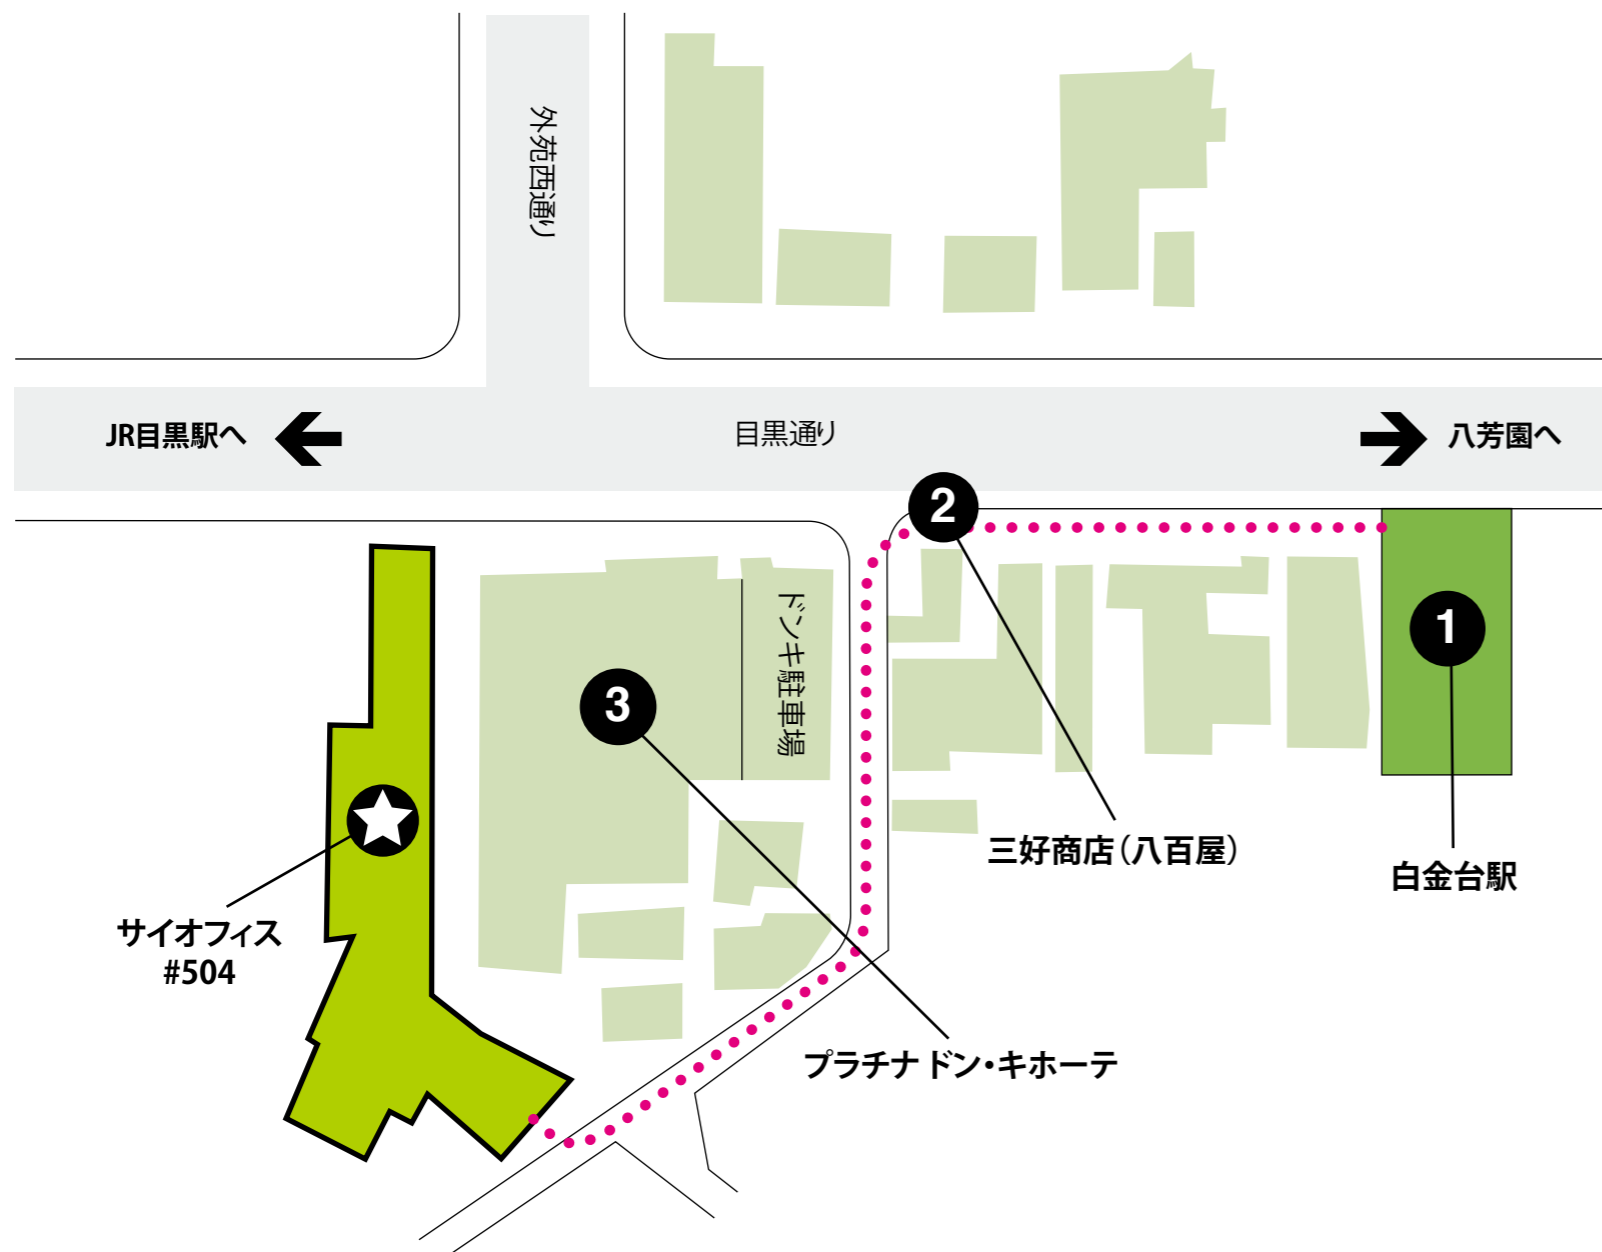 外苑西通り
JR目黒駅へ
目黒通り
八芳園へ
2
1
ドンキ駐車場
3
三好商店（八百屋）
白金台駅
サイオフィス
#504
プラチナ ドン・キホーテ